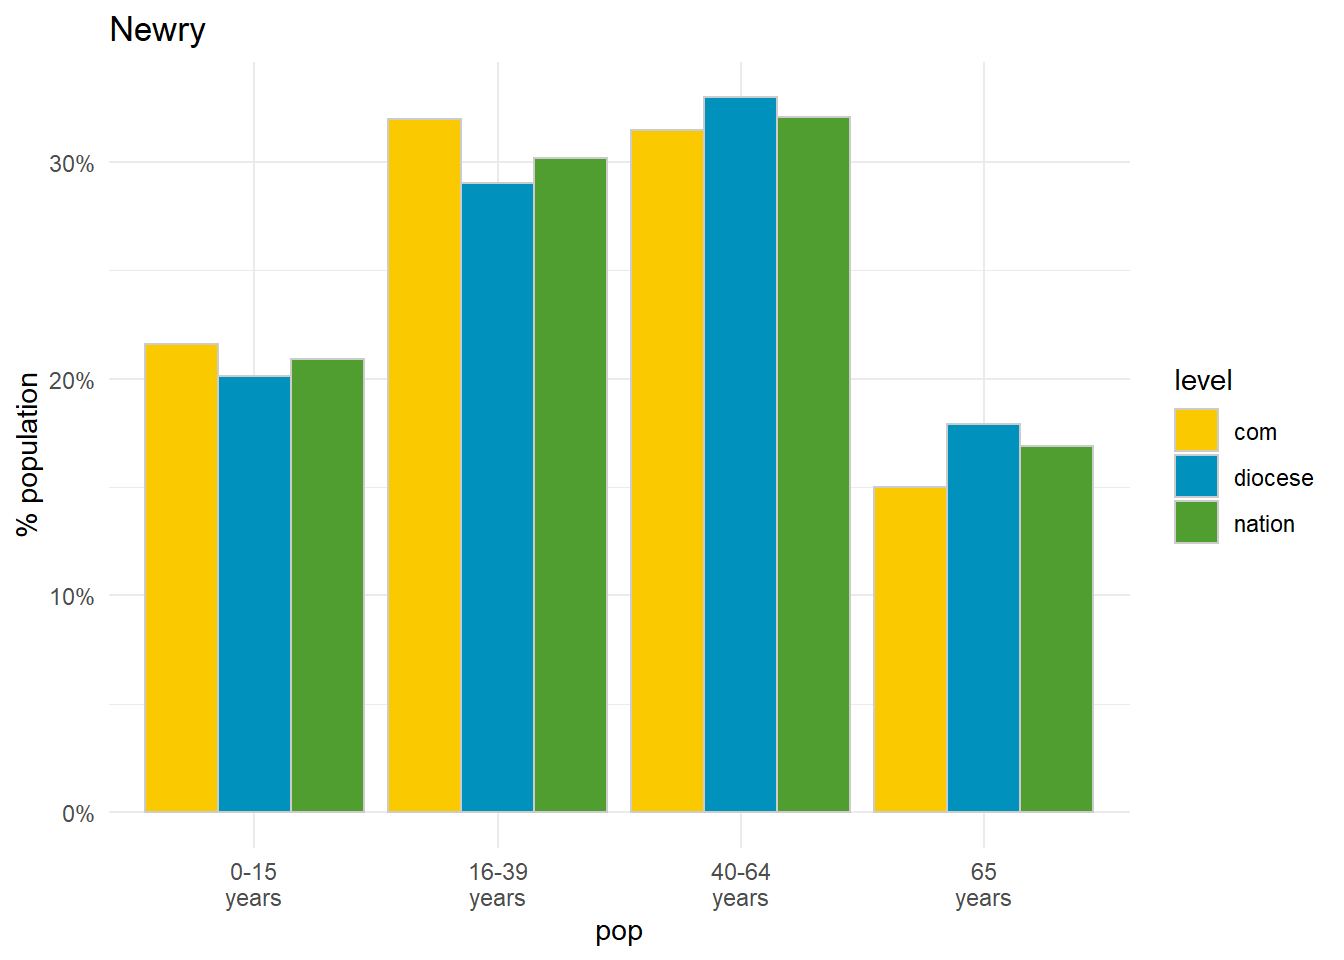 Newry
% population
30%
20%
10%
0%
0-15
years
16-39
years
40-64
years
65
years
pop
level
com
diocese
nation